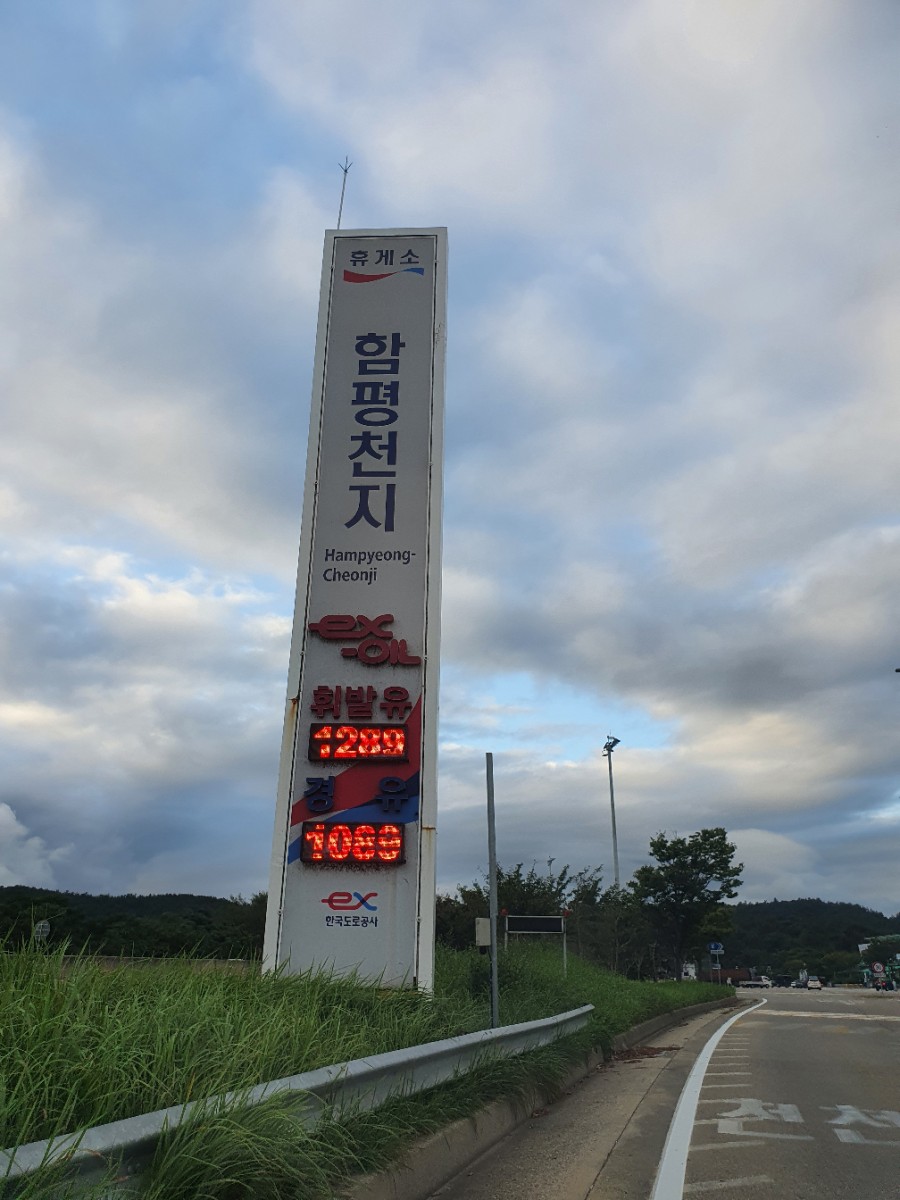 휴게소
함평천지
Hampyeong-
Cheonji
ex
-OIL
휘발유
1289
경유
1089
ex
한국도로공사
천천